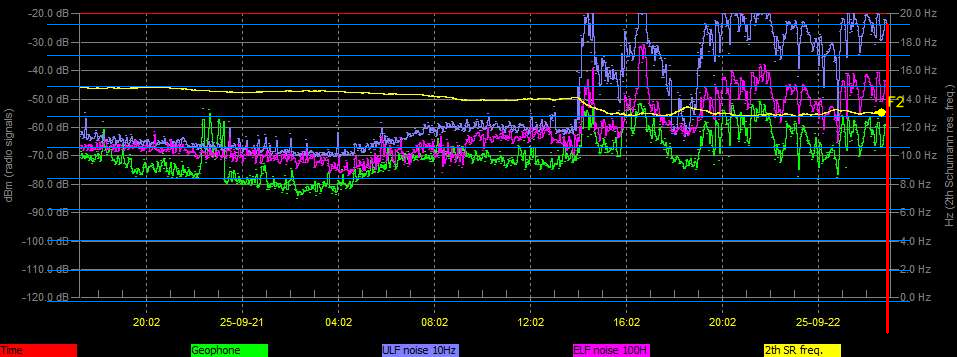 -20.0 dB
-30.0 dB
-40.0 dB
-50.0 dB
-60.0 dB
-70.0 dB
-80.0 dB
-90.0 dB
-100.0 dB
-110.0 dB
-120.0 dB
dBm (radio signals)
20.0 Hz
18.0 Hz
16.0 Hz
14.0 Hz
12.0 Hz
10.0 Hz
8.0 Hz
6.0 Hz
4.0 Hz
2.0 Hz
0.0 Hz
Hz (2th Schumann res. freq.)
F2
20:02 25-09-21 04:02 08:02 12:02 16:02 20:02 25-09-22
Time Geophone ULF noise 10Hz ELF noise 100H 2th SR freq.